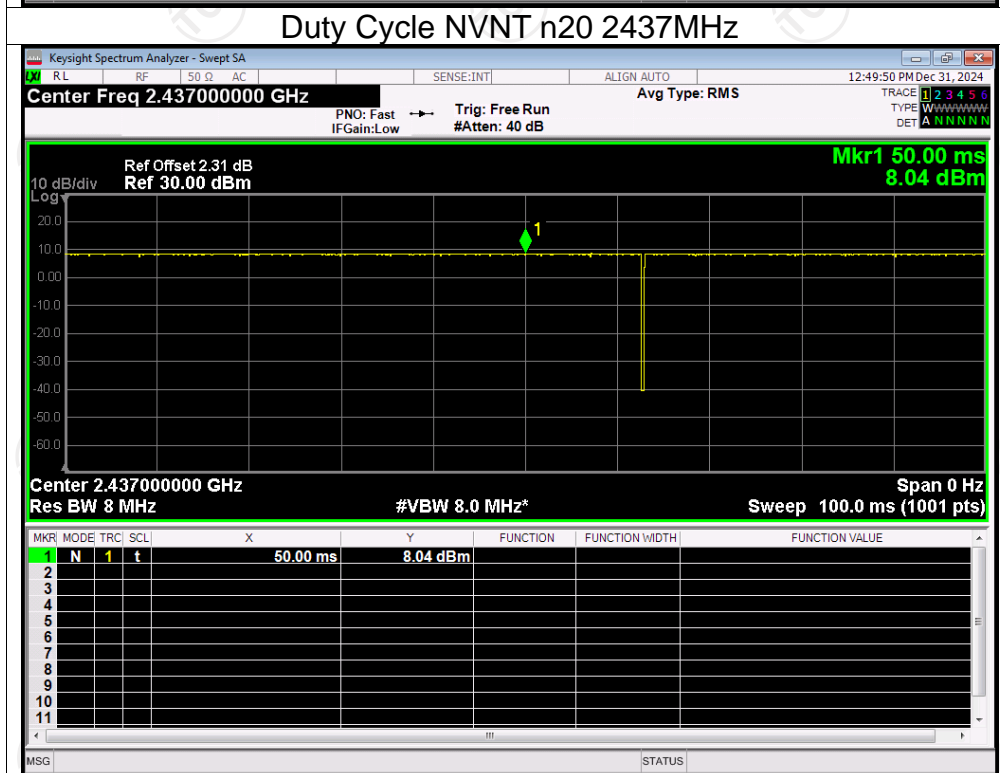 Duty Cycle NVNT n20 2437MHz
Keysight Spectrum Analyzer - Swept SA
LXI RL RF 50 Ω AC SENSE:INT ALIGN AUTO 12:49:50 PM Dec 31, 2024
Center Freq 2.437000000 GHz Avg Type: RMS TRACE 1 2 3 4 5 6
PNO: Fast Trig: Free Run TYPE WWWWWW
IFGain:Low #Atten: 40 dB DET A N N N N N
Mkr1 50.00 ms
Ref Offset 2.31 dB
10 dB/div Ref 30.00 dBm 8.04 dBm
Log
1
20.0
10.0
0.00
-10.0
-20.0
-30.0
-40.0
-50.0
-60.0
Center 2.437000000 GHz Span 0 Hz
Res BW 8 MHz #VBW 8.0 MHz* Sweep 100.0 ms (1001 pts)
MKR MODE TRC SCL X Y FUNCTION FUNCTION WIDTH FUNCTION VALUE
1 N 1 t 50.00 ms 8.04 dBm
2
3
4
5
6
7
8
9
10
11
MSG STATUS